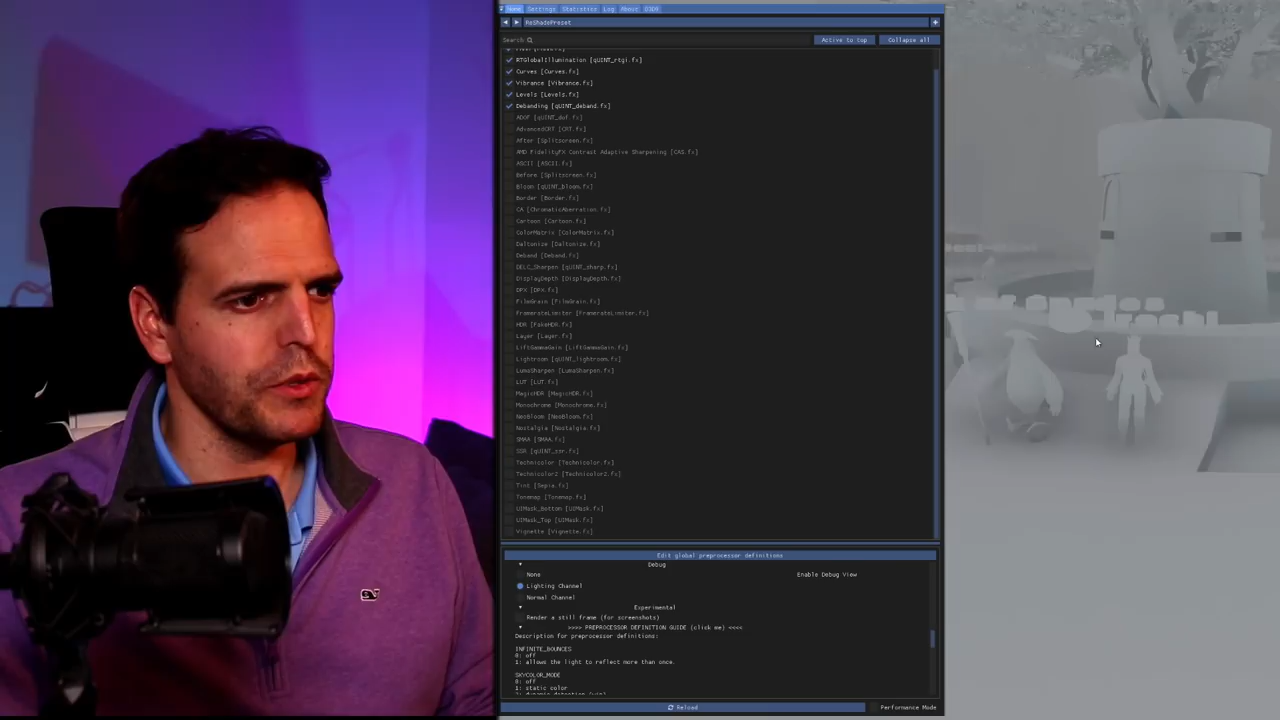 Home Settings Statistics Log About D3D9
ReShadePreset +
Search Active to top Collapse all
RTGlobalIllumination [qUINT_rtgi.fx]
Curves [Curves.fx]
Vibrance [Vibrance.fx]
Levels [Levels.fx]
Debanding [qUINT_deband.fx]
ADOF [qUINT_dof.fx]
AdvancedCRT [CRT.fx]
After [Splitscreen.fx]
AMD FidelityFX Contrast Adaptive Sharpening [CAS.fx]
ASCII [ASCII.fx]
Before [Splitscreen.fx]
Bloom [qUINT_bloom.fx]
Border [Border.fx]
CA [ChromaticAberration.fx]
Cartoon [Cartoon.fx]
ColorMatrix [ColorMatrix.fx]
Daltonize [Daltonize.fx]
Deband [Deband.fx]
DELC_Sharpen [qUINT_sharp.fx]
DisplayDepth [DisplayDepth.fx]
DPX [DPX.fx]
FilmGrain [FilmGrain.fx]
FramerateLimiter [FramerateLimiter.fx]
HDR [FakeHDR.fx]
Layer [Layer.fx]
LiftGammaGain [LiftGammaGain.fx]
Lightroom [qUINT_lightroom.fx]
LumaSharpen [LumaSharpen.fx]
LUT [LUT.fx]
MagicHDR [MagicHDR.fx]
Monochrome [Monochrome.fx]
NeoBloom [NeoBloom.fx]
Nostalgia [Nostalgia.fx]
SMAA [SMAA.fx]
SSR [qUINT_ssr.fx]
Technicolor [Technicolor.fx]
Technicolor2 [Technicolor2.fx]
Tint [Sepia.fx]
Tonemap [Tonemap.fx]
UIMask_Bottom [UIMask.fx]
UIMask_Top [UIMask.fx]
Vignette [Vignette.fx]
Edit global preprocessor definitions
Debug
None Enable Debug View
Lighting Channel
Normal Channel
Experimental
Render a still frame (for screenshots)
>>>> PREPROCESSOR DEFINITION GUIDE (click me) <<<<
Description for preprocessor definitions:
INFINITE_BOUNCES
0: off
1: allows the light to reflect more than once.
SKYCOLOR_MODE
0: off
1: static color
Reload Performance Mode